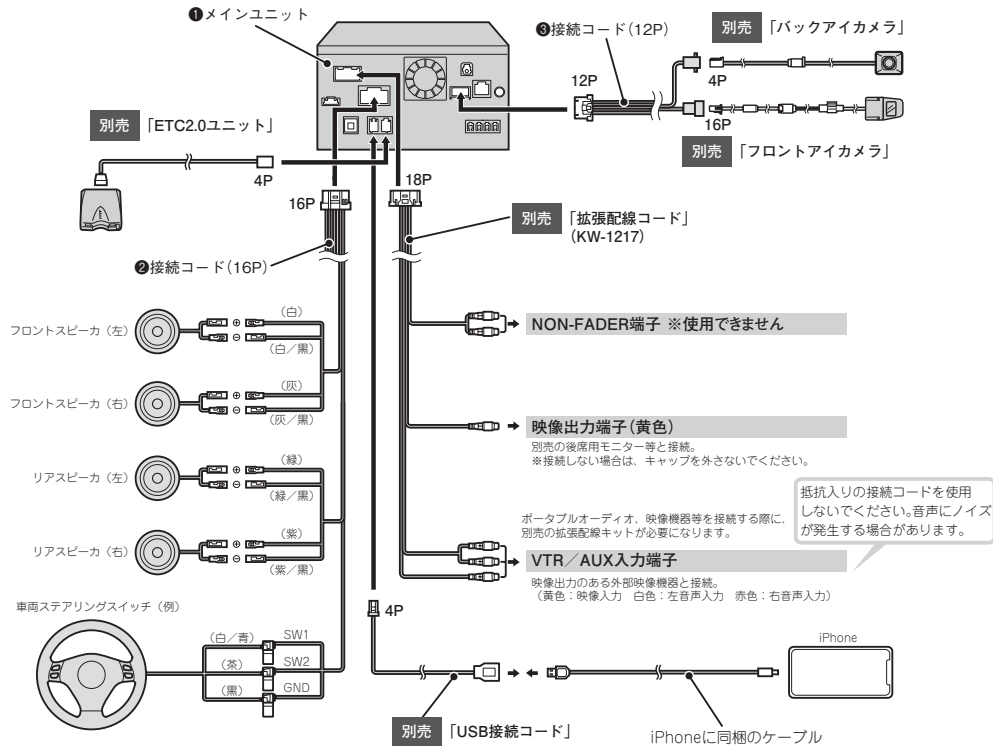 ❶メインユニット
❸接続コード(12P)
別売 「バックアイカメラ」
12P
4P
16P
別売 「フロントアイカメラ」
別売 「ETC2.0ユニット」
4P
16P
18P
別売 「拡張配線コード」
(KW-1217)
❷接続コード(16P)
フロントスピーカ（左）
（白）
⊕
⊖
（白／黒）
NON-FADER端子 ※使用できません
フロントスピーカ（右）
（灰）
⊕
⊖
（灰／黒）
映像出力端子(黄色)
別売の後席用モニター等と接続。
※接続しない場合は、キャップを外さないでください。
リアスピーカ（左）
（緑）
⊕
⊖
（緑／黒）
抵抗入りの接続コードを使用
しないでください。音声にノイズ
が発生する場合があります。
ポータブルオーディオ、映像機器等を接続する際に、
別売の拡張配線キットが必要になります。
リアスピーカ（右）
（紫）
⊕
⊖
（紫／黒）
VTR／AUX入力端子
映像出力のある外部映像機器と接続。
（黄色：映像入力　白色：左音声入力　赤色：右音声入力）
車両ステアリングスイッチ（例）
4P
（白／青）
SW1
（茶）
SW2
（黒）
GND
iPhone
別売 「USB接続コード」
iPhoneに同梱のケーブル